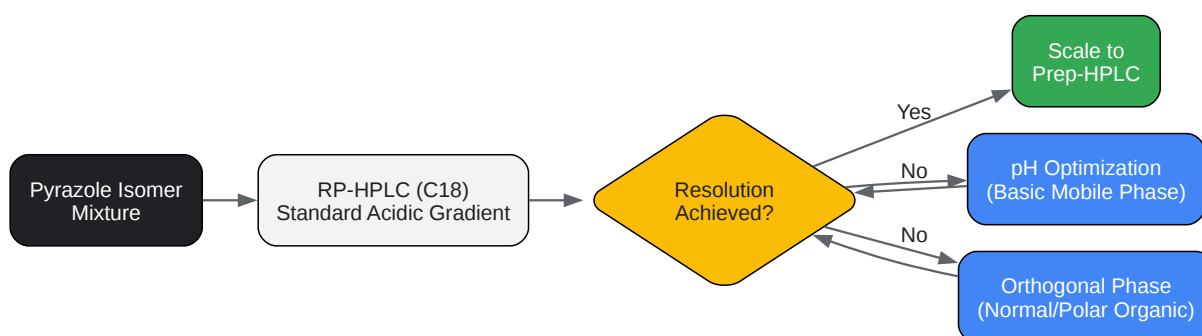 Pyrazole Isomer
Mixture
RP-HPLC (C18)
Standard Acidic Gradient
Resolution
Achieved?
Yes
Scale to
Prep-HPLC
No
pH Optimization
(Basic Mobile Phase)
No
Orthogonal Phase
(Normal/Polar Organic)